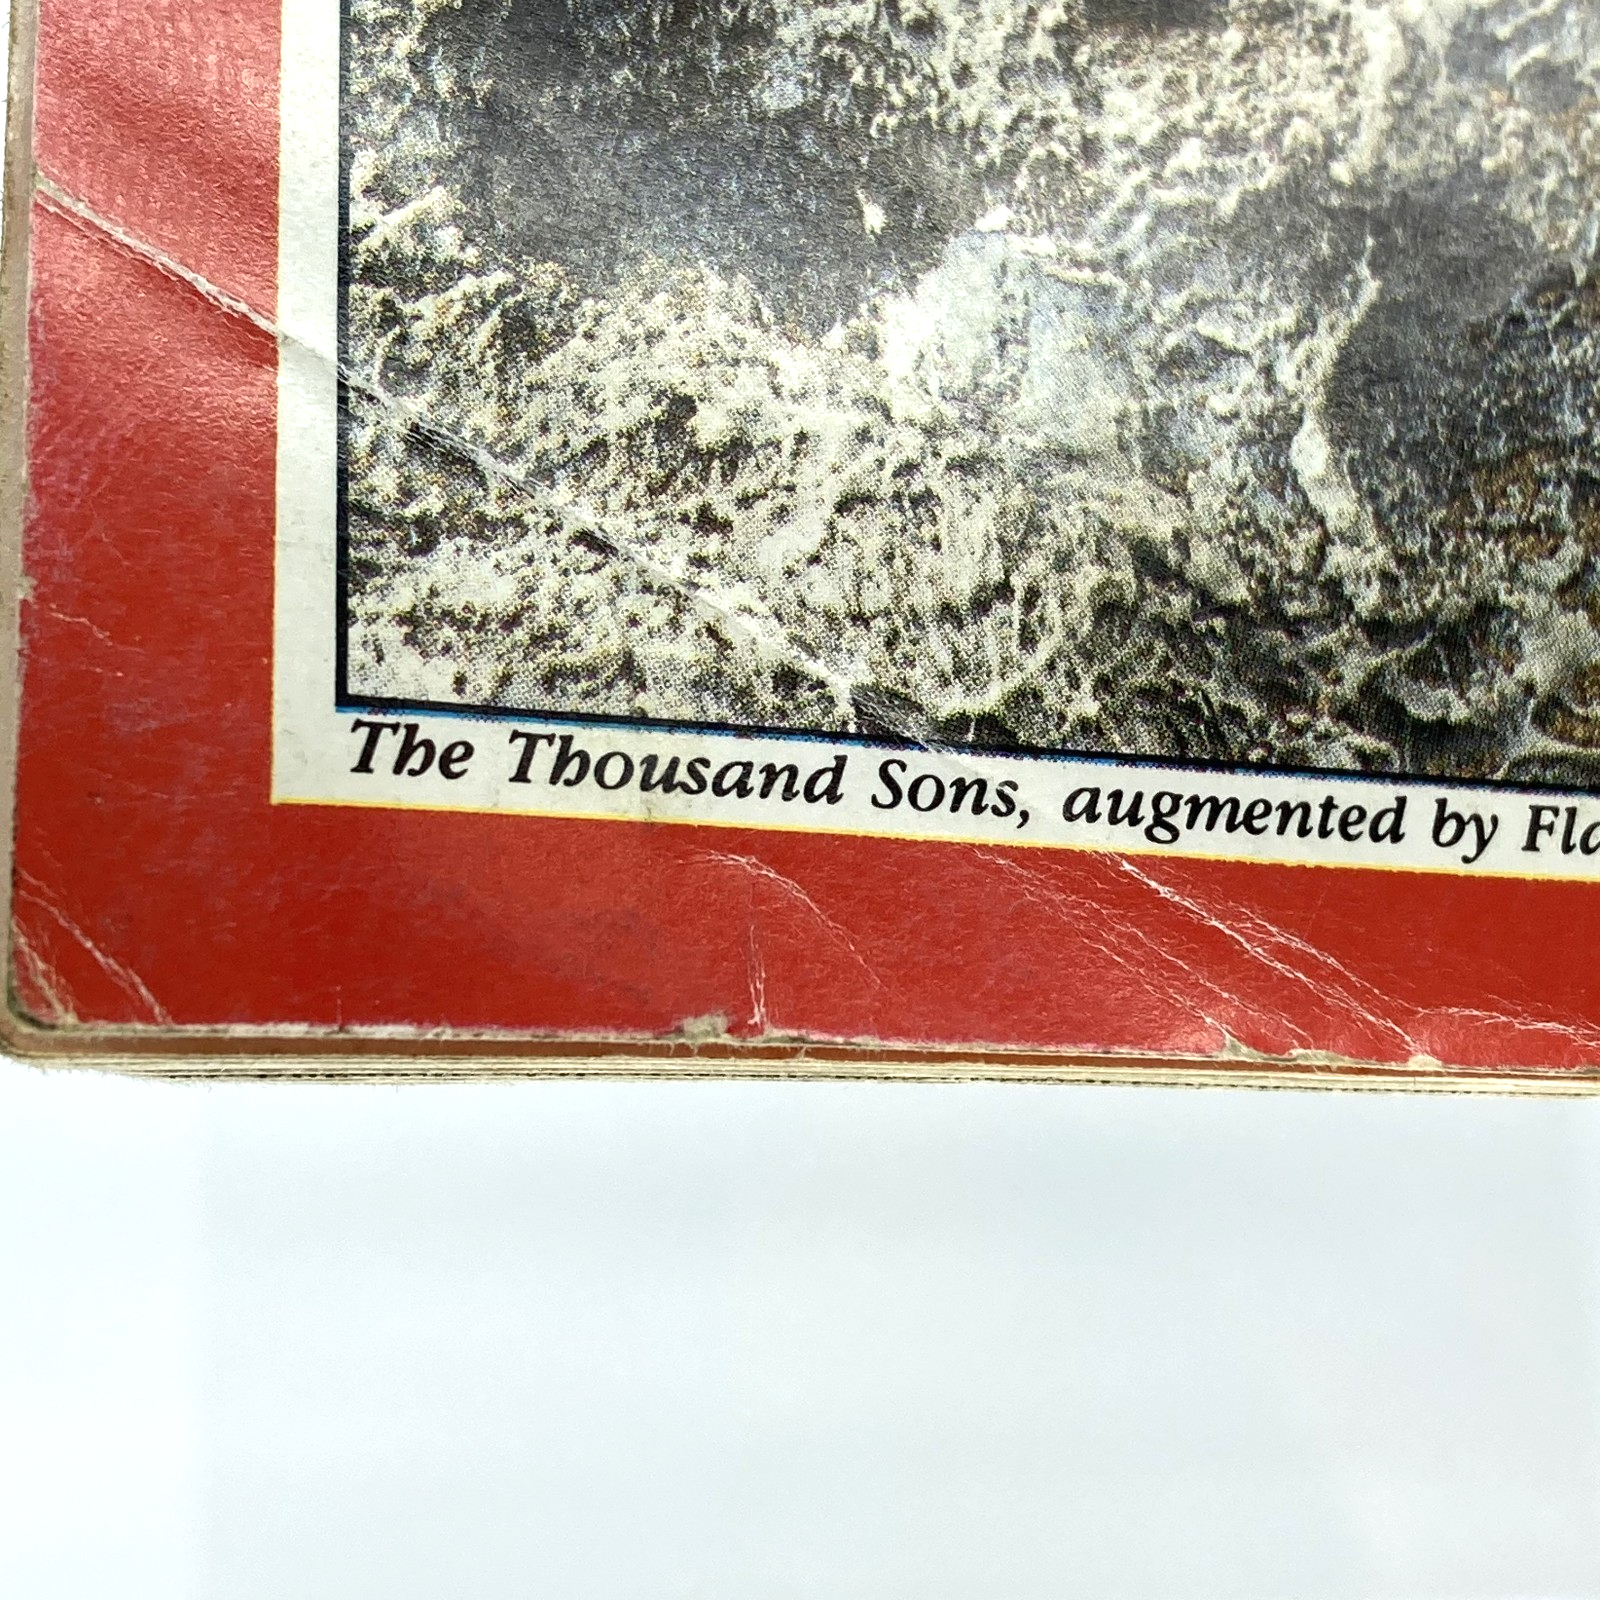 The Thousand Sons, augmented by